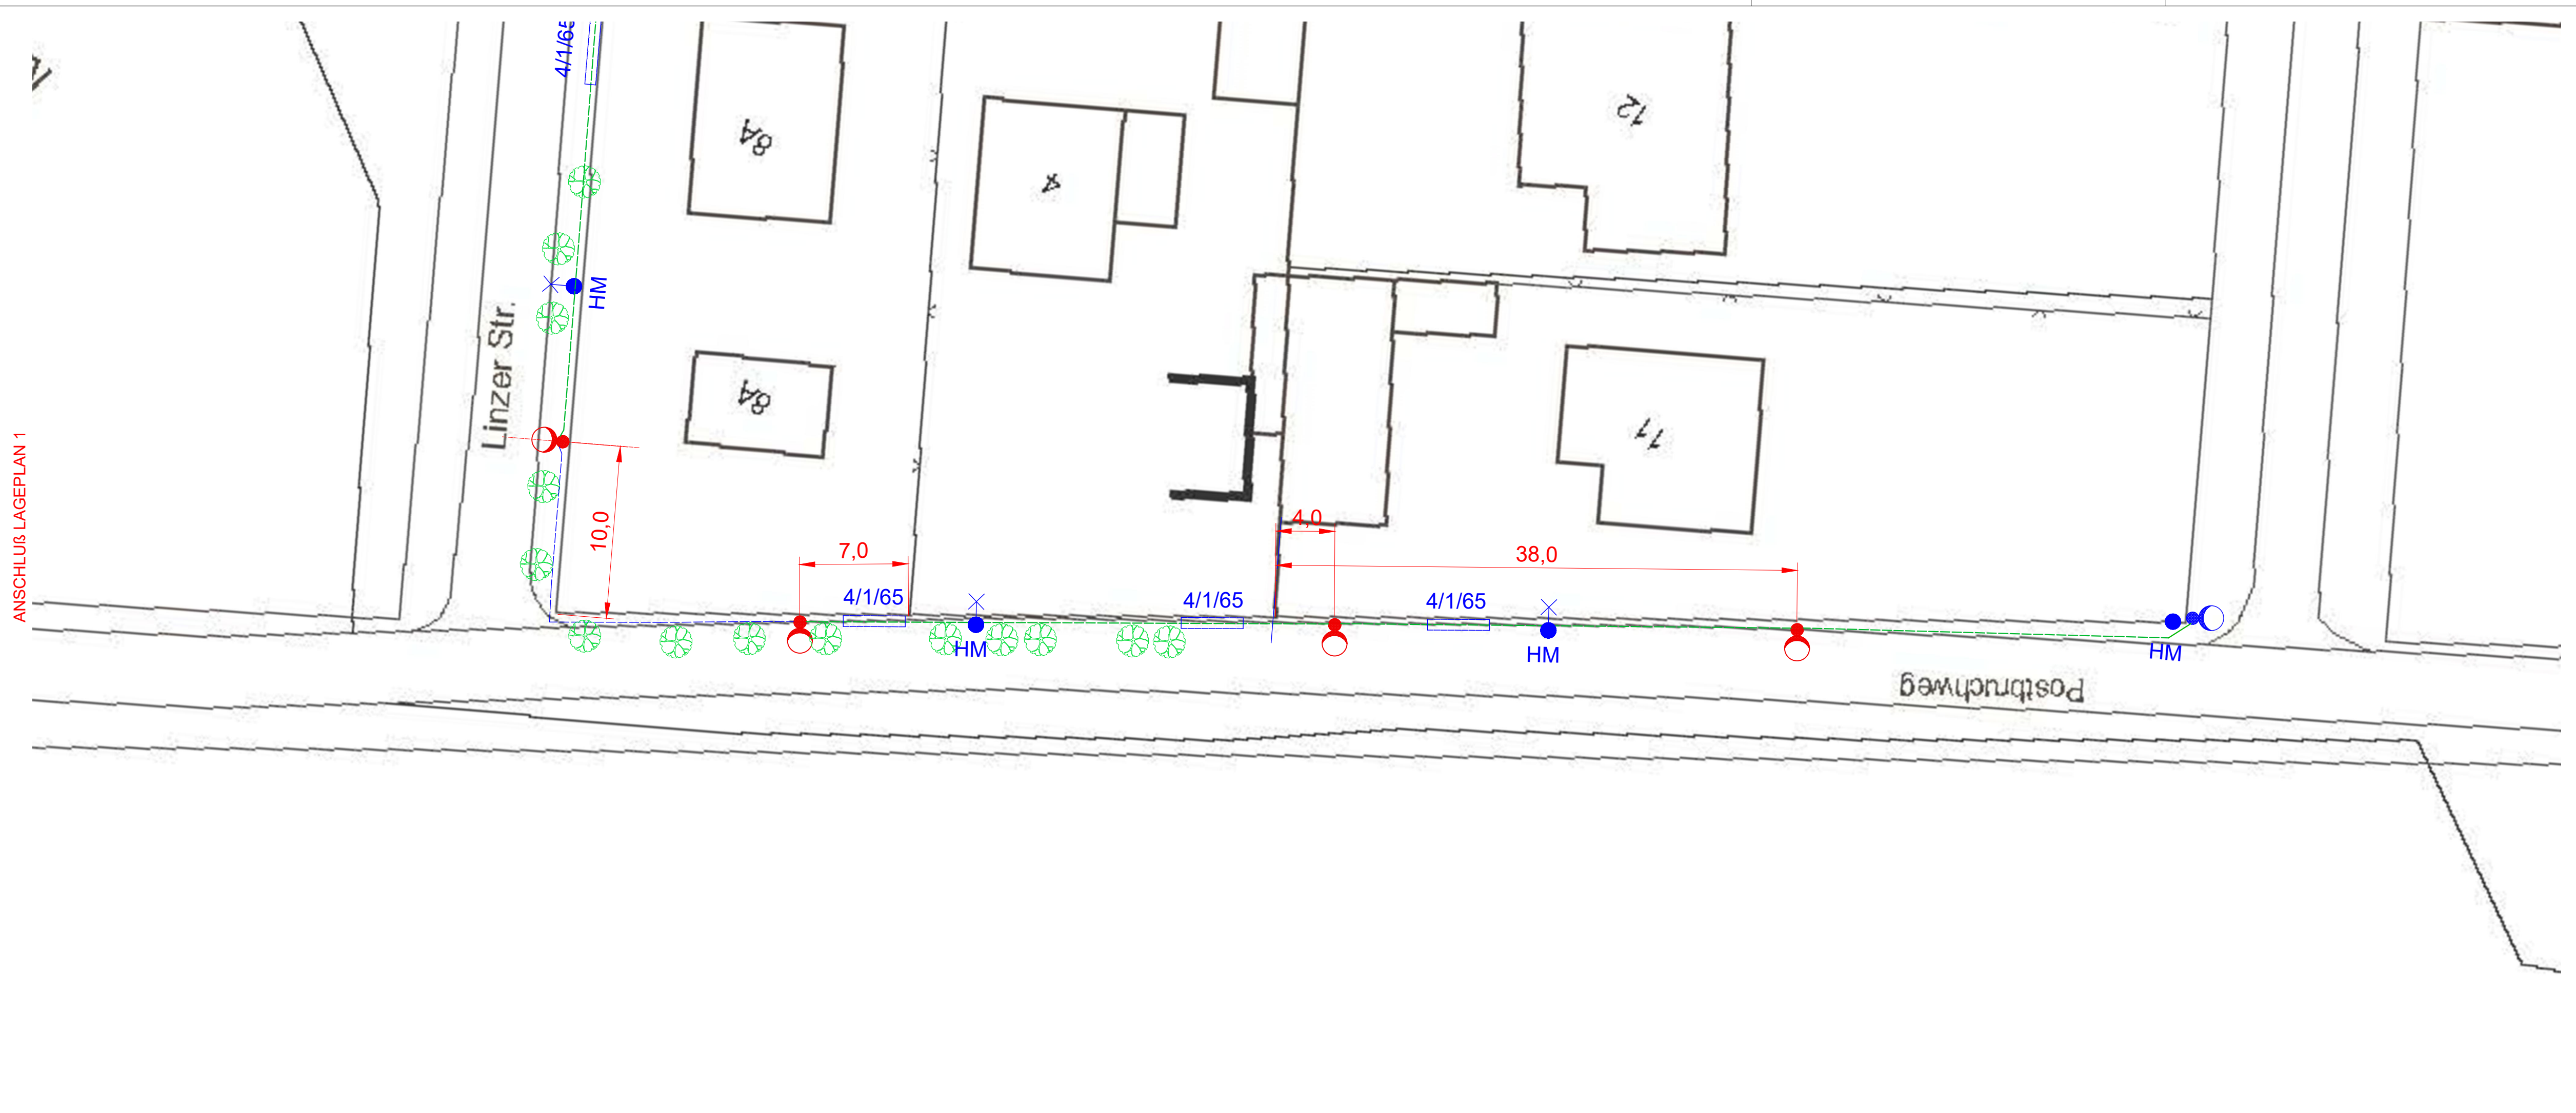 4/1/65
8A
4
12
HM
Linzer Str.
8A
11
ANSCHLUß LAGEPLAN 1
10,0
7,0
4,0
38,0
4/1/65
4/1/65
4/1/65
HM
HM
HM
Postbruchweg